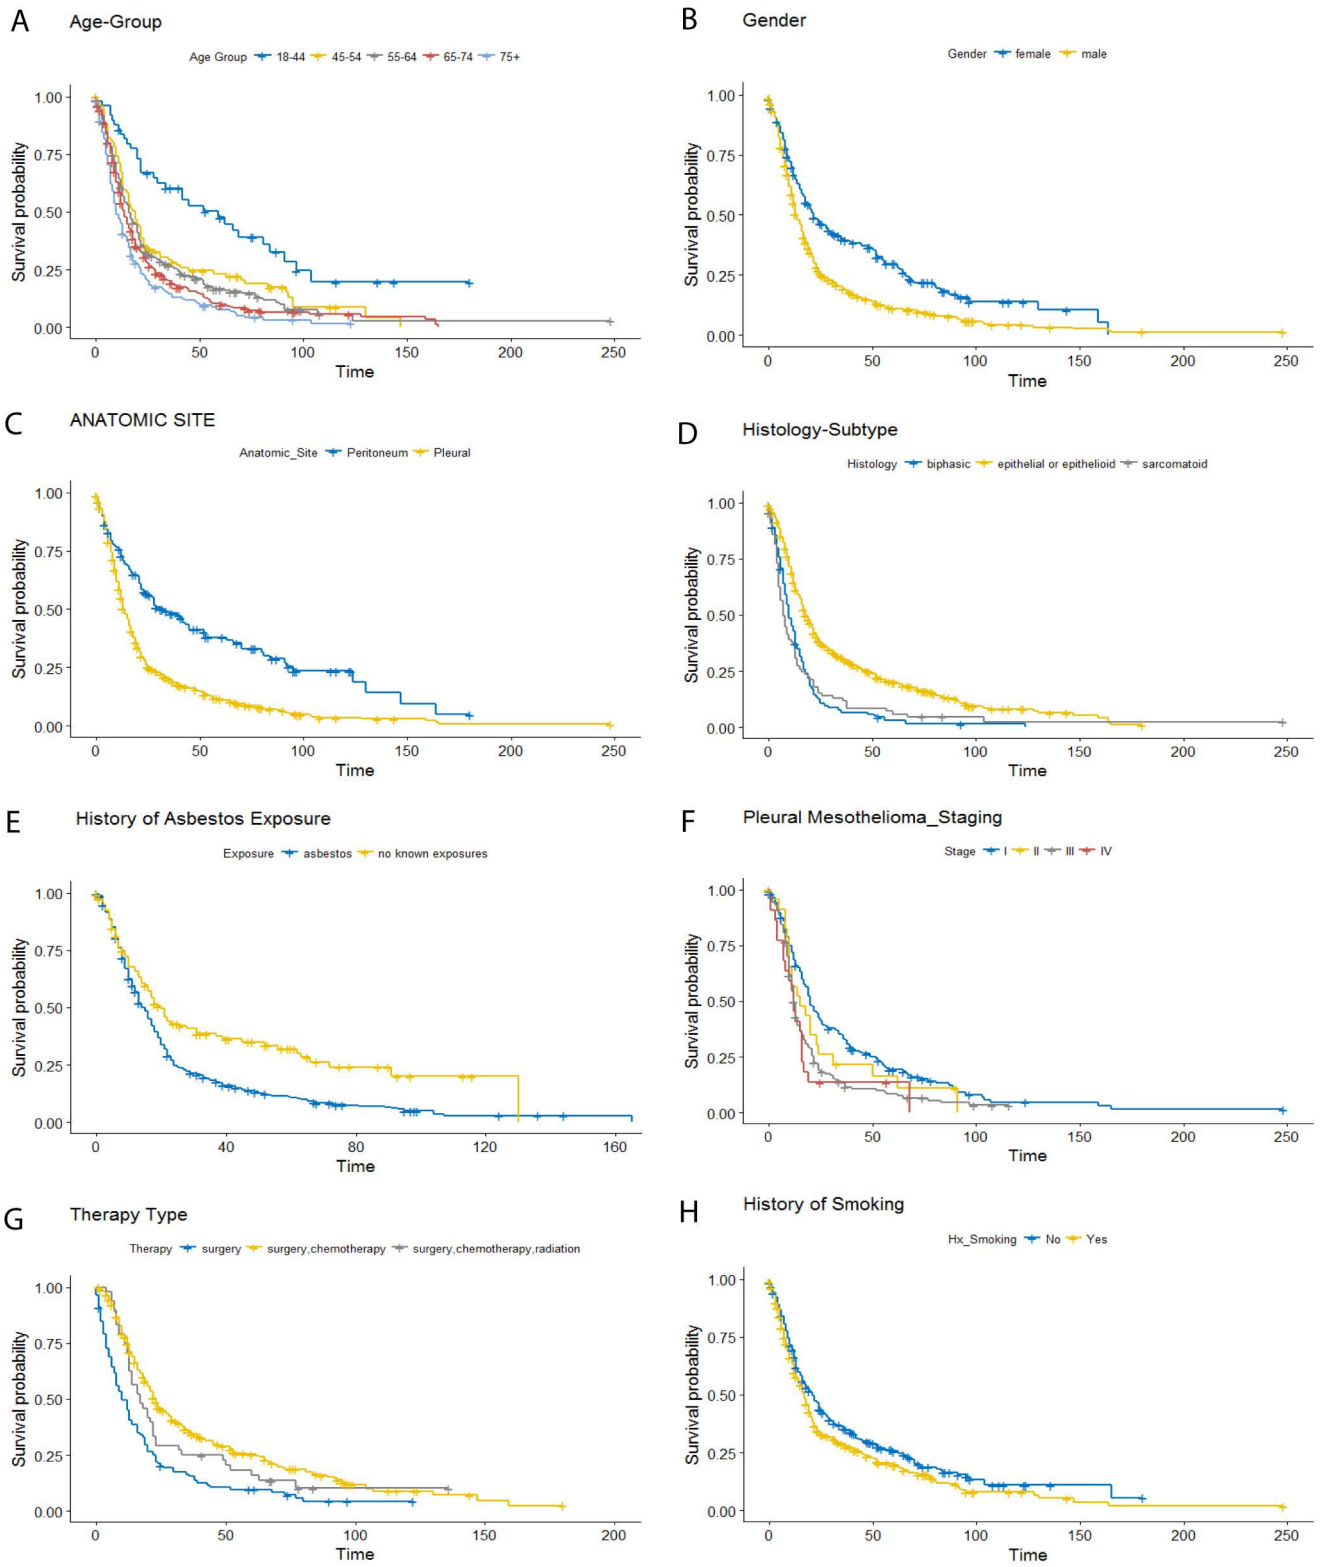 A
Age-Group
Age Group 18-44 45-54 55-64 65-74 75+
Survival probability
1.00
0.75
0.50
0.25
0.00
0 50 100 150 200 250
Time
B
Gender
Gender female male
Survival probability
1.00
0.75
0.50
0.25
0.00
0 50 100 150 200 250
Time
C
ANATOMIC SITE
Anatomic_Site Peritoneum Pleural
Survival probability
1.00
0.75
0.50
0.25
0.00
0 50 100 150 200 250
Time
D
Histology-Subtype
Histology biphasic epithelial or epithelioid sarcomatoid
Survival probability
1.00
0.75
0.50
0.25
0.00
0 50 100 150 200 250
Time
E
History of Asbestos Exposure
Exposure asbestos no known exposures
Survival probability
1.00
0.75
0.50
0.25
0.00
0 40 80 120 160
Time
F
Pleural Mesothelioma_Staging
Stage I II III IV
Survival probability
1.00
0.75
0.50
0.25
0.00
0 50 100 150 200 250
Time
G
Therapy Type
Therapy surgery surgery,chemotherapy surgery,chemotherapy,radiation
Survival probability
1.00
0.75
0.50
0.25
0.00
0 50 100 150 200
Time
H
History of Smoking
Hx_Smoking No Yes
Survival probability
1.00
0.75
0.50
0.25
0.00
0 50 100 150 200 250
Time